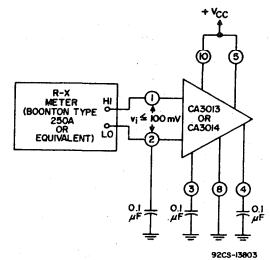 + VCC
R-X
METER
(BOONTON TYPE
250A
OR
EQUIVALENT)
HI
LO
vi ≤ 100 mV
1
2
10
5
CA3013
OR
CA3014
3
8
4
0.1
μF
0.1
μF
0.1
μF
92CS-13803